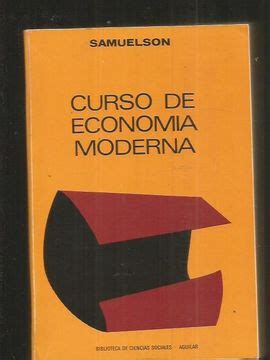 SAMUELSON
CURSO DE
ECONOMIA
MODERNA
BIBLIOTECA DE CIENCIAS SOCIALES - AGUILAR